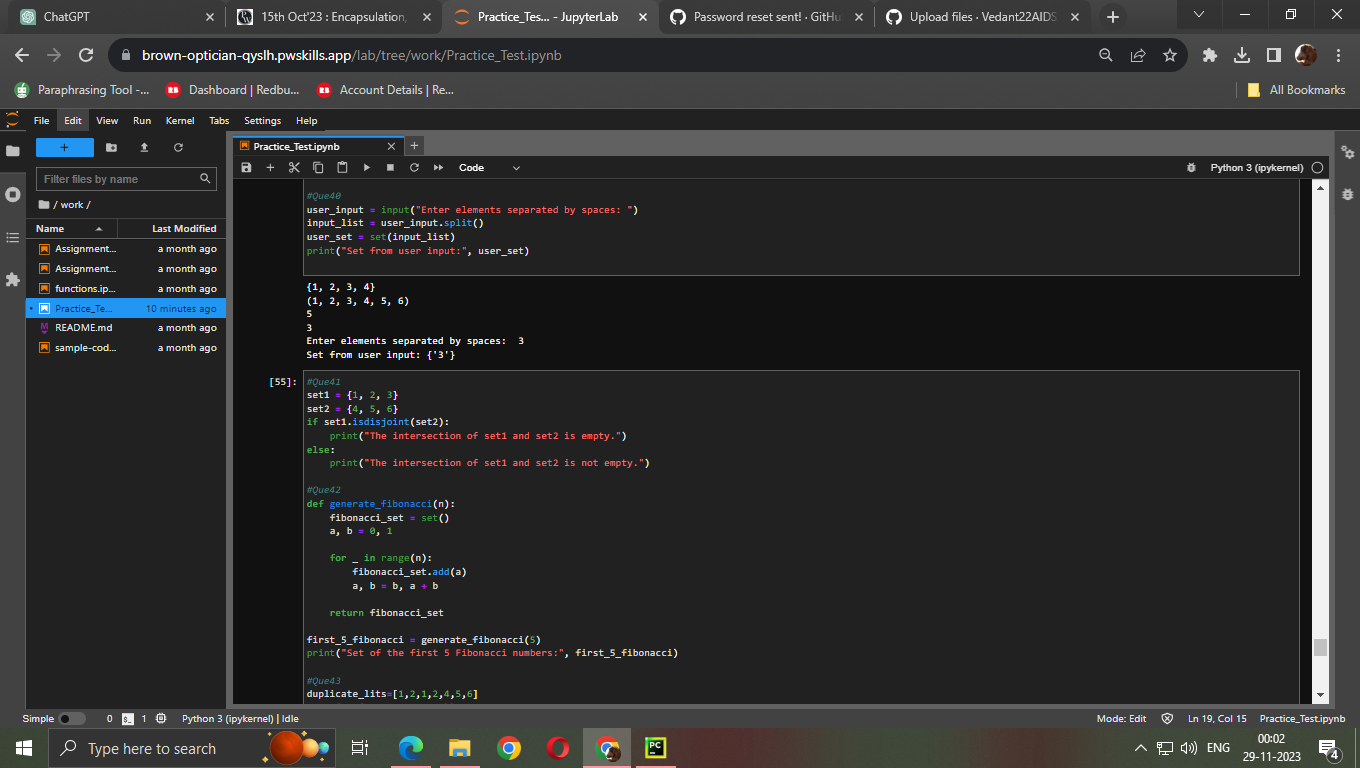 ChatGPT
15th Oct'23 : Encapsulation,
Practice_Tes... - JupyterLab
Password reset sent! · GitHu
Upload files · Vedant22AIDS
brown-optician-qyslh.pwskills.app/lab/tree/work/Practice_Test.ipynb
Paraphrasing Tool -...
Dashboard | Redbu...
Account Details | Re...
All Bookmarks
File Edit View Run Kernel Tabs Settings Help
Practice_Test.ipynb
Code
Python 3 (ipykernel)
Filter files by name
/ work /
Name Last Modified
Assignment... a month ago
Assignment... a month ago
functions.ip... a month ago
Practice_Te... 10 minutes ago
README.md a month ago
sample-cod... a month ago
#Que40
user_input = input("Enter elements separated by spaces: ")
input_list = user_input.split()
user_set = set(input_list)
print("Set from user input:", user_set)
{1, 2, 3, 4}
(1, 2, 3, 4, 5, 6)
5
3
Enter elements separated by spaces:  3
Set from user input: {'3'}
[55]:
#Que41
set1 = {1, 2, 3}
set2 = {4, 5, 6}
if set1.isdisjoint(set2):
    print("The intersection of set1 and set2 is empty.")
else:
    print("The intersection of set1 and set2 is not empty.")
#Que42
def generate_fibonacci(n):
    fibonacci_set = set()
    a, b = 0, 1
    for _ in range(n):
        fibonacci_set.add(a)
        a, b = b, a + b
    return fibonacci_set
first_5_fibonacci = generate_fibonacci(5)
print("Set of the first 5 Fibonacci numbers:", first_5_fibonacci)
#Que43
duplicate_lits=[1,2,1,2,4,5,6]
Simple 0 1 Python 3 (ipykernel) | Idle
Mode: Edit Ln 19, Col 15 Practice_Test.ipynb
Type here to search
ENG
00:02
29-11-2023
4